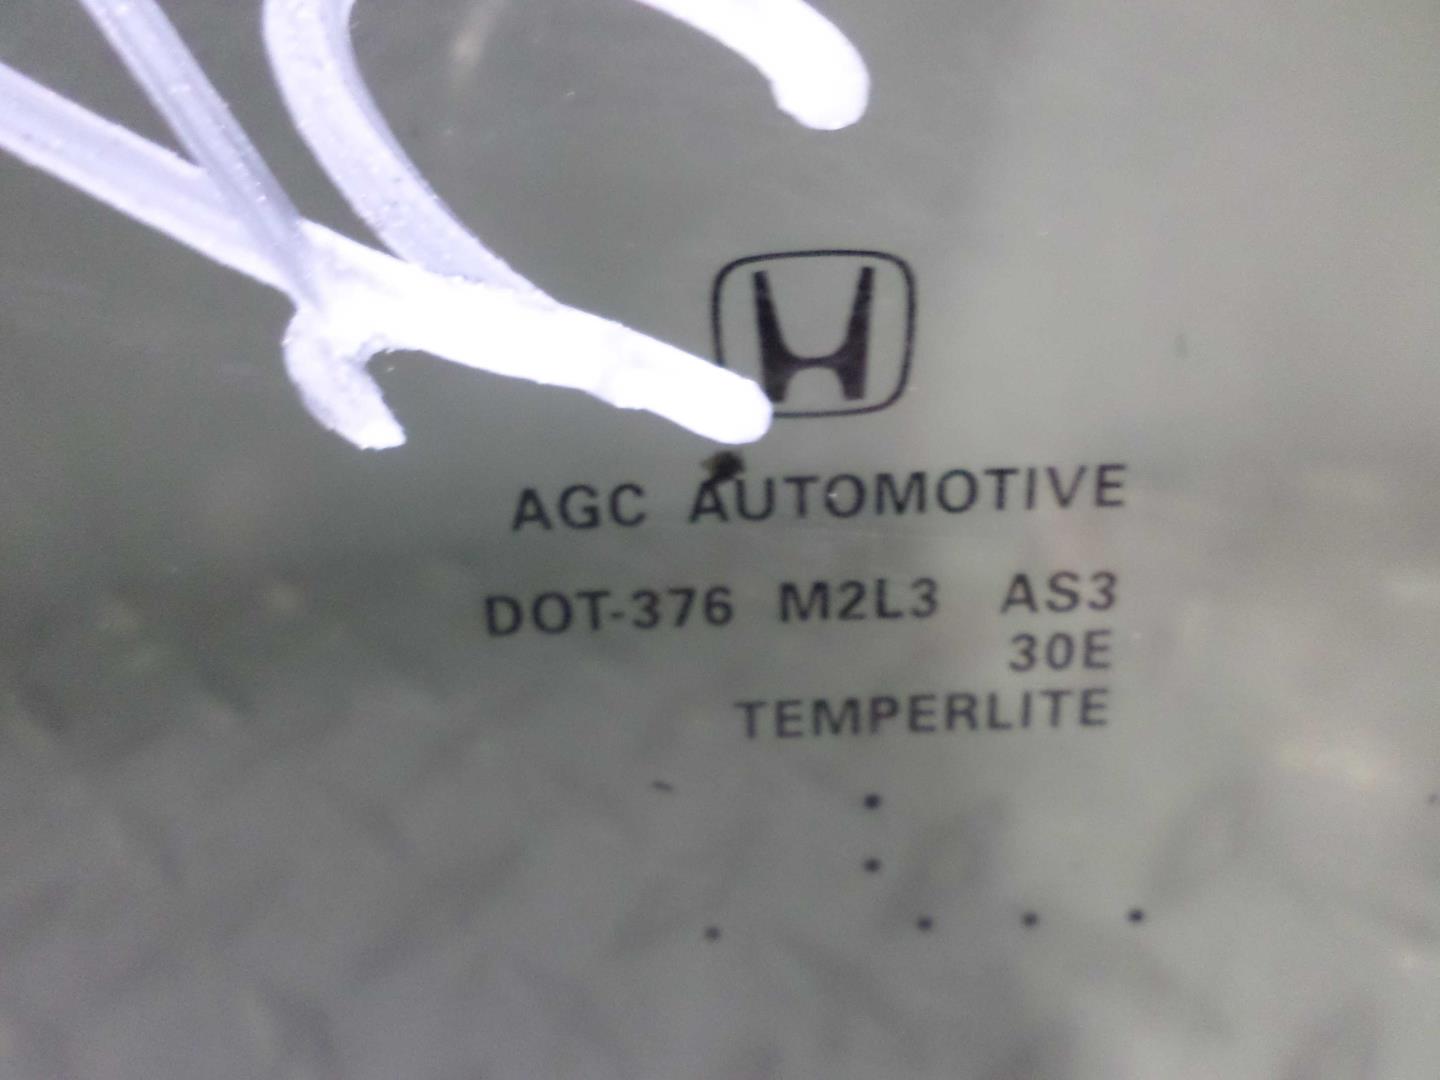 AGC AUTOMOTIVE
DOT-376 M2L3 AS3
30E
TEMPERLITE